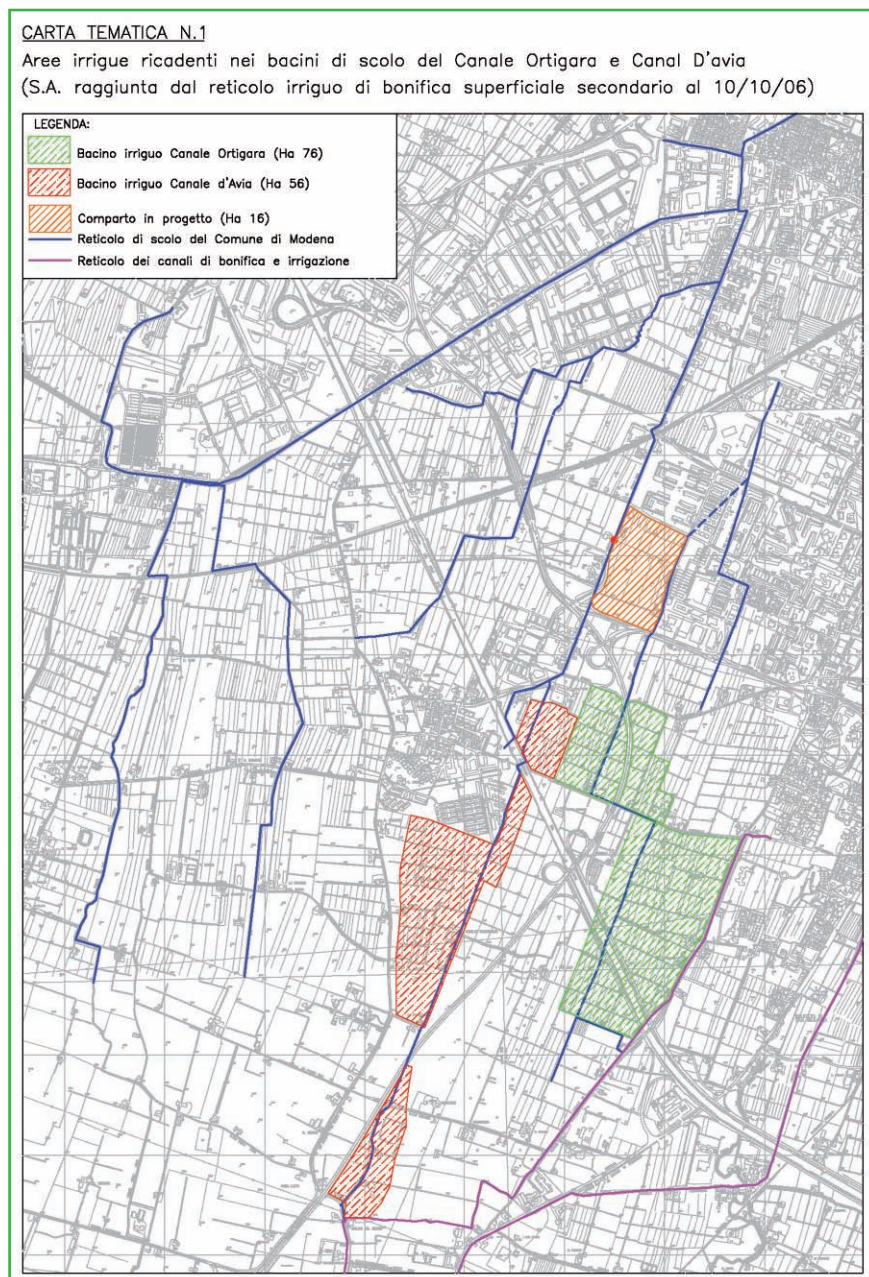 CARTA TEMATICA N.1
Aree irrigue ricadenti nei bacini di scolo del Canale Ortigara e Canal D'avia
(S.A. raggiunta dal reticolo irriguo di bonifica superficiale secondario al 10/10/06)
LEGENDA:
Bacino irriguo Canale Ortigara (Ha 76)
Bacino irriguo Canale d'Avia (Ha 56)
Comparto in progetto (Ha 16)
Reticolo di scolo del Comune di Modena
Reticolo dei canali di bonifica e irrigazione